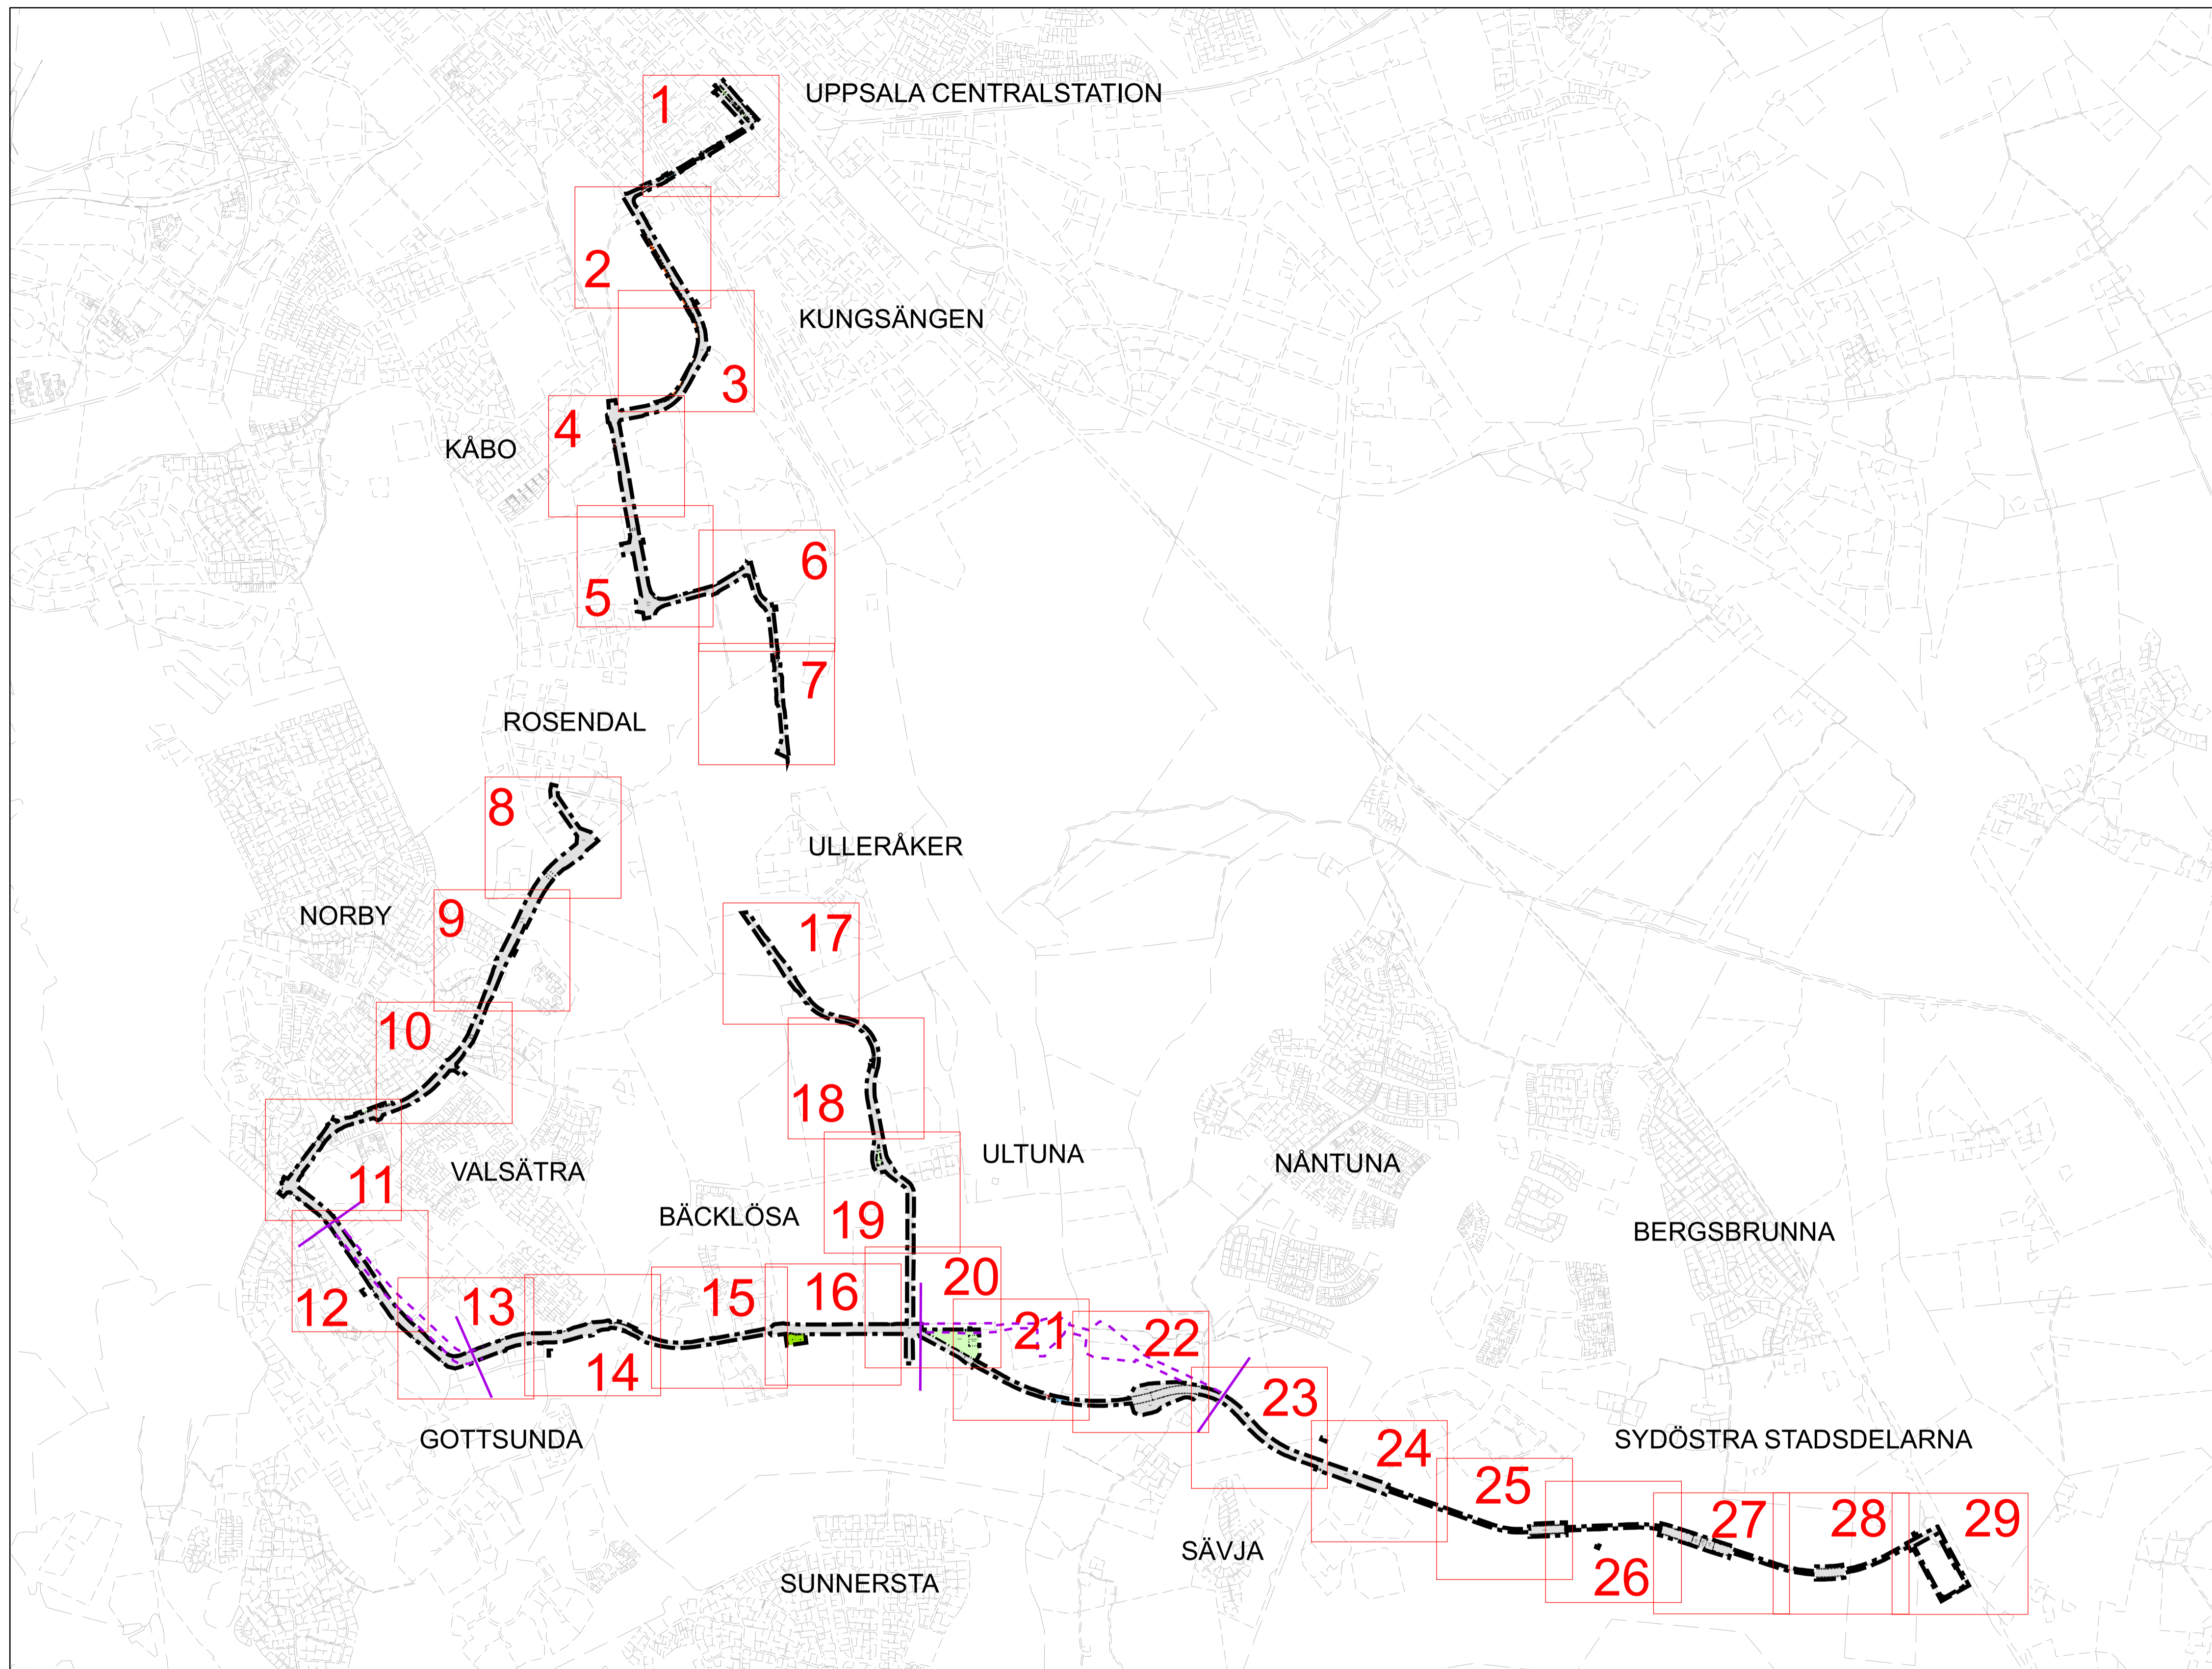 1
UPPSALA CENTRALSTATION
2
KUNGSÄNGEN
3
4
KÅBO
6
5
7
ROSENDAL
8
ULLERÅKER
NORBY
9
17
10
18
ULTUNA
NÅNTUNA
VALSÄTRA
11
BÄCKLÖSA
19
BERGSBRUNNA
20
16
15
12
13
21
22
14
23
GOTTSUNDA
24
SYDÖSTRA STADSDELARNA
25
27
28
29
SÄVJA
26
SUNNERSTA